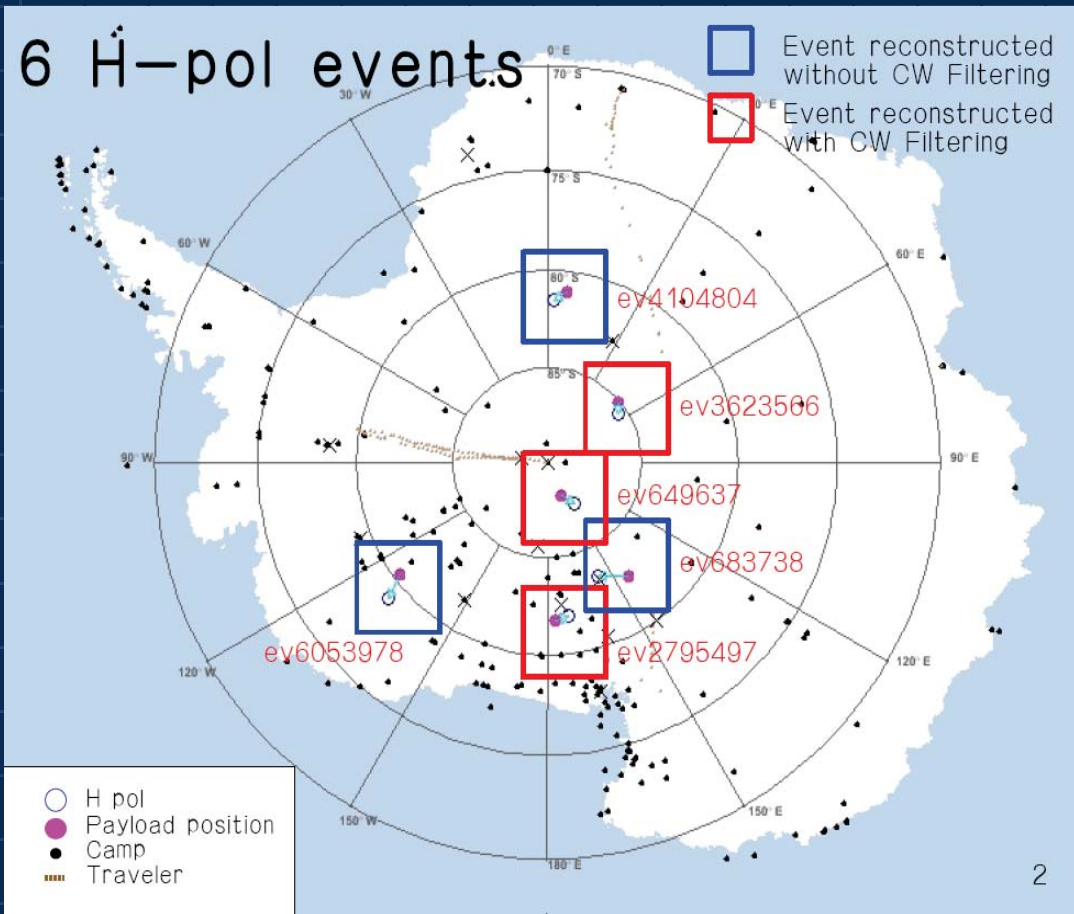 6 H-pol events
Event reconstructed
without CW Filtering
Event reconstructed
with CW Filtering
0° E
70° S
30° W
0° E
75° S
60° W
60° E
80° S
ev4104804
85° S
ev3623566
90° W
90° E
ev649637
ev683738
ev6053978
ev2795497
120° W
120° E
150° W
150° E
180° E
H pol
Payload position
Camp
Traveler
2